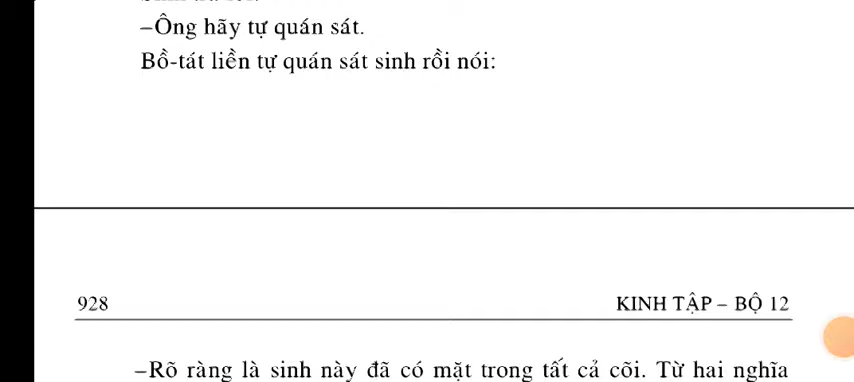 –Ông hãy tự quán sát.
Bồ-tát liền tự quán sát sinh rồi nói:
928 KINH TẬP – BỘ 12
–Rõ ràng là sinh này đã có mặt trong tất cả cõi. Từ hai nghĩa